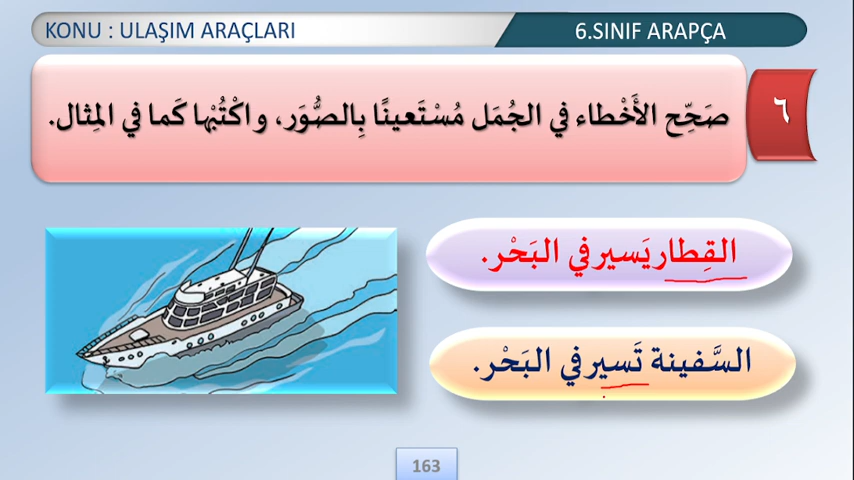 KONU : ULAŞIM ARAÇLARI
6.SINIF ARAPÇA
٦
صَحِّح الأَخْطاء في الجُمَل مُسْتَعينًا بِالصُّوَر، واكْتُبْها كَما في المِثال.
القِطار يَسير في البَحْر.
السَّفينة تَسير في البَحْر.
163